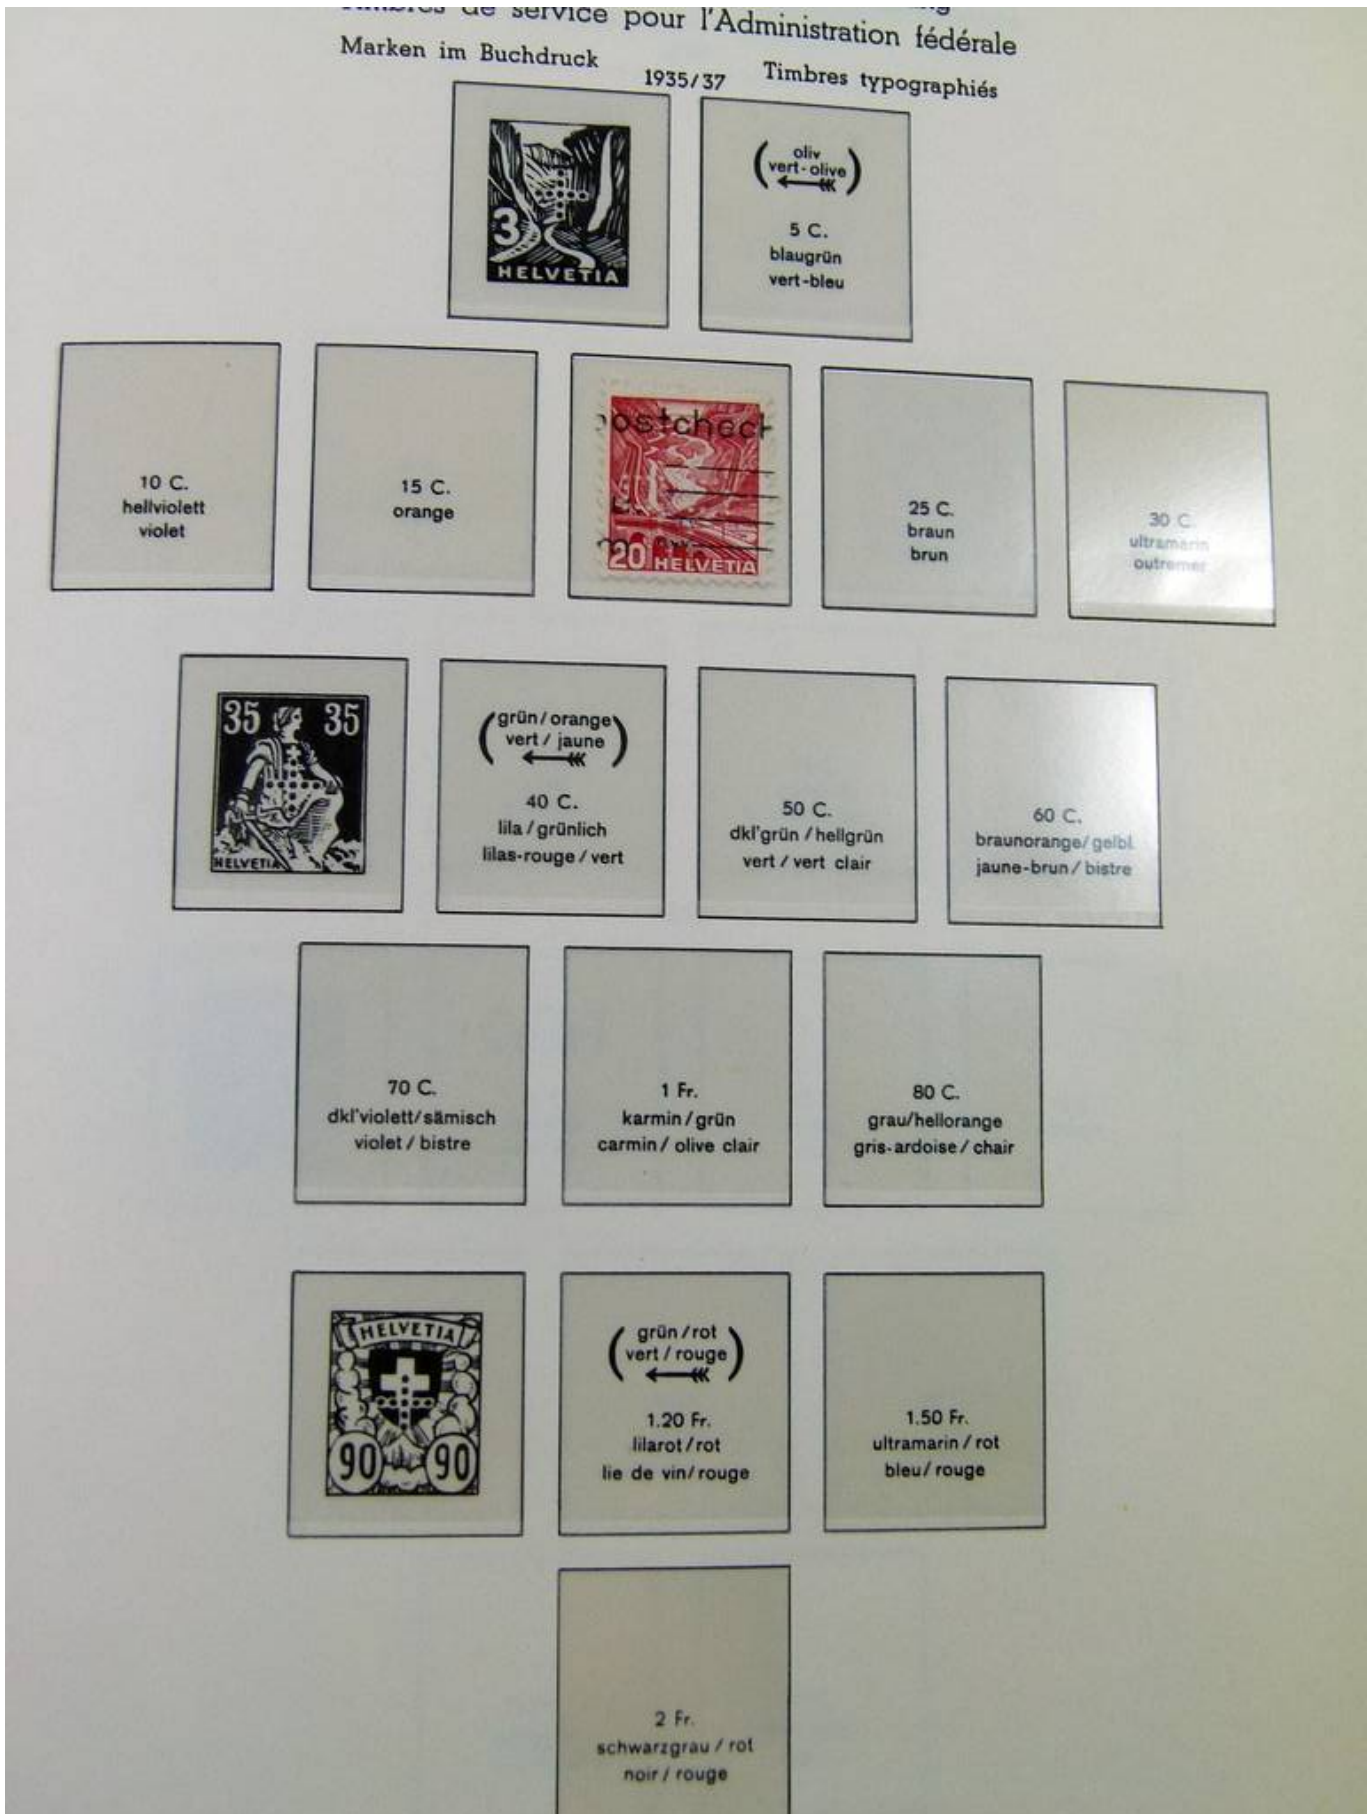 de service pour l'Administration fédérale
Marken im Buchdruck 1935/37 Timbres typographiés
3
HELVETIA
(oliv
vert-olive)
5 C.
blaugrün
vert-bleu
10 C.
hellviolett
violet
15 C.
orange
postcheck
20 HELVETIA
25 C.
braun
brun
30 C.
ultramarin
outremer
35 35
HELVETIA
(grün/orange
vert / jaune)
40 C.
lila / grünlich
lilas-rouge / vert
50 C.
dkl'grün / hellgrün
vert / vert clair
60 C.
braunorange/gelbl.
jaune-brun / bistre
70 C.
dkl'violett/sämisch
violet / bistre
1 Fr.
karmin / grün
carmin / olive clair
80 C.
grau/hellorange
gris-ardoise / chair
HELVETIA
90 90
(grün/rot
vert / rouge)
1.20 Fr.
lilarot / rot
lie de vin/rouge
1.50 Fr.
ultramarin / rot
bleu/ rouge
2 Fr.
schwarzgrau / rot
noir / rouge